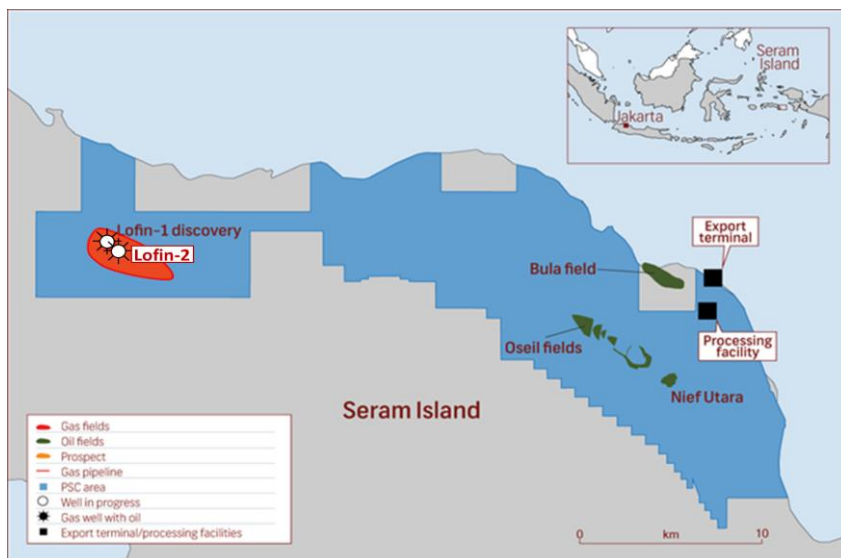 Seram
Island
Jakarta
Lofin-1 discovery
Lofin-2
Export
terminal
Bula field
Processing
facility
Oseil fields
Nief Utara
Seram Island
Gas fields
Oil fields
Prospect
Gas pipeline
PSC area
Well in progress
Gas well with oil
Export terminal/processing facilities
0 km 10